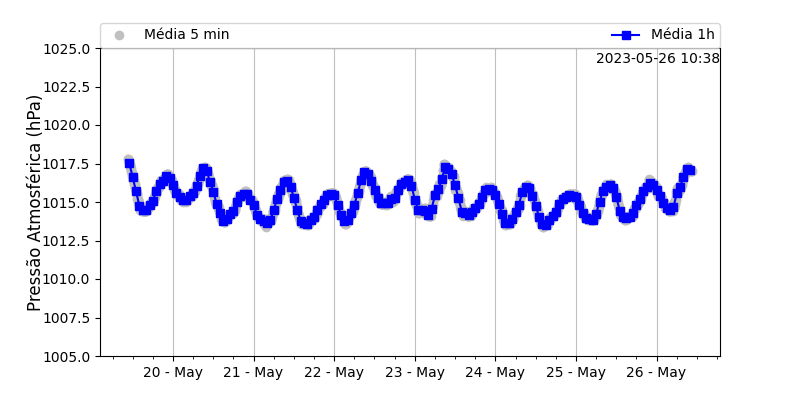 Média 5 min
Média 1h
2023-05-26 10:38
Pressão Atmosférica (hPa)
1025.0
1022.5
1020.0
1017.5
1015.0
1012.5
1010.0
1007.5
1005.0
20 - May
21 - May
22 - May
23 - May
24 - May
25 - May
26 - May